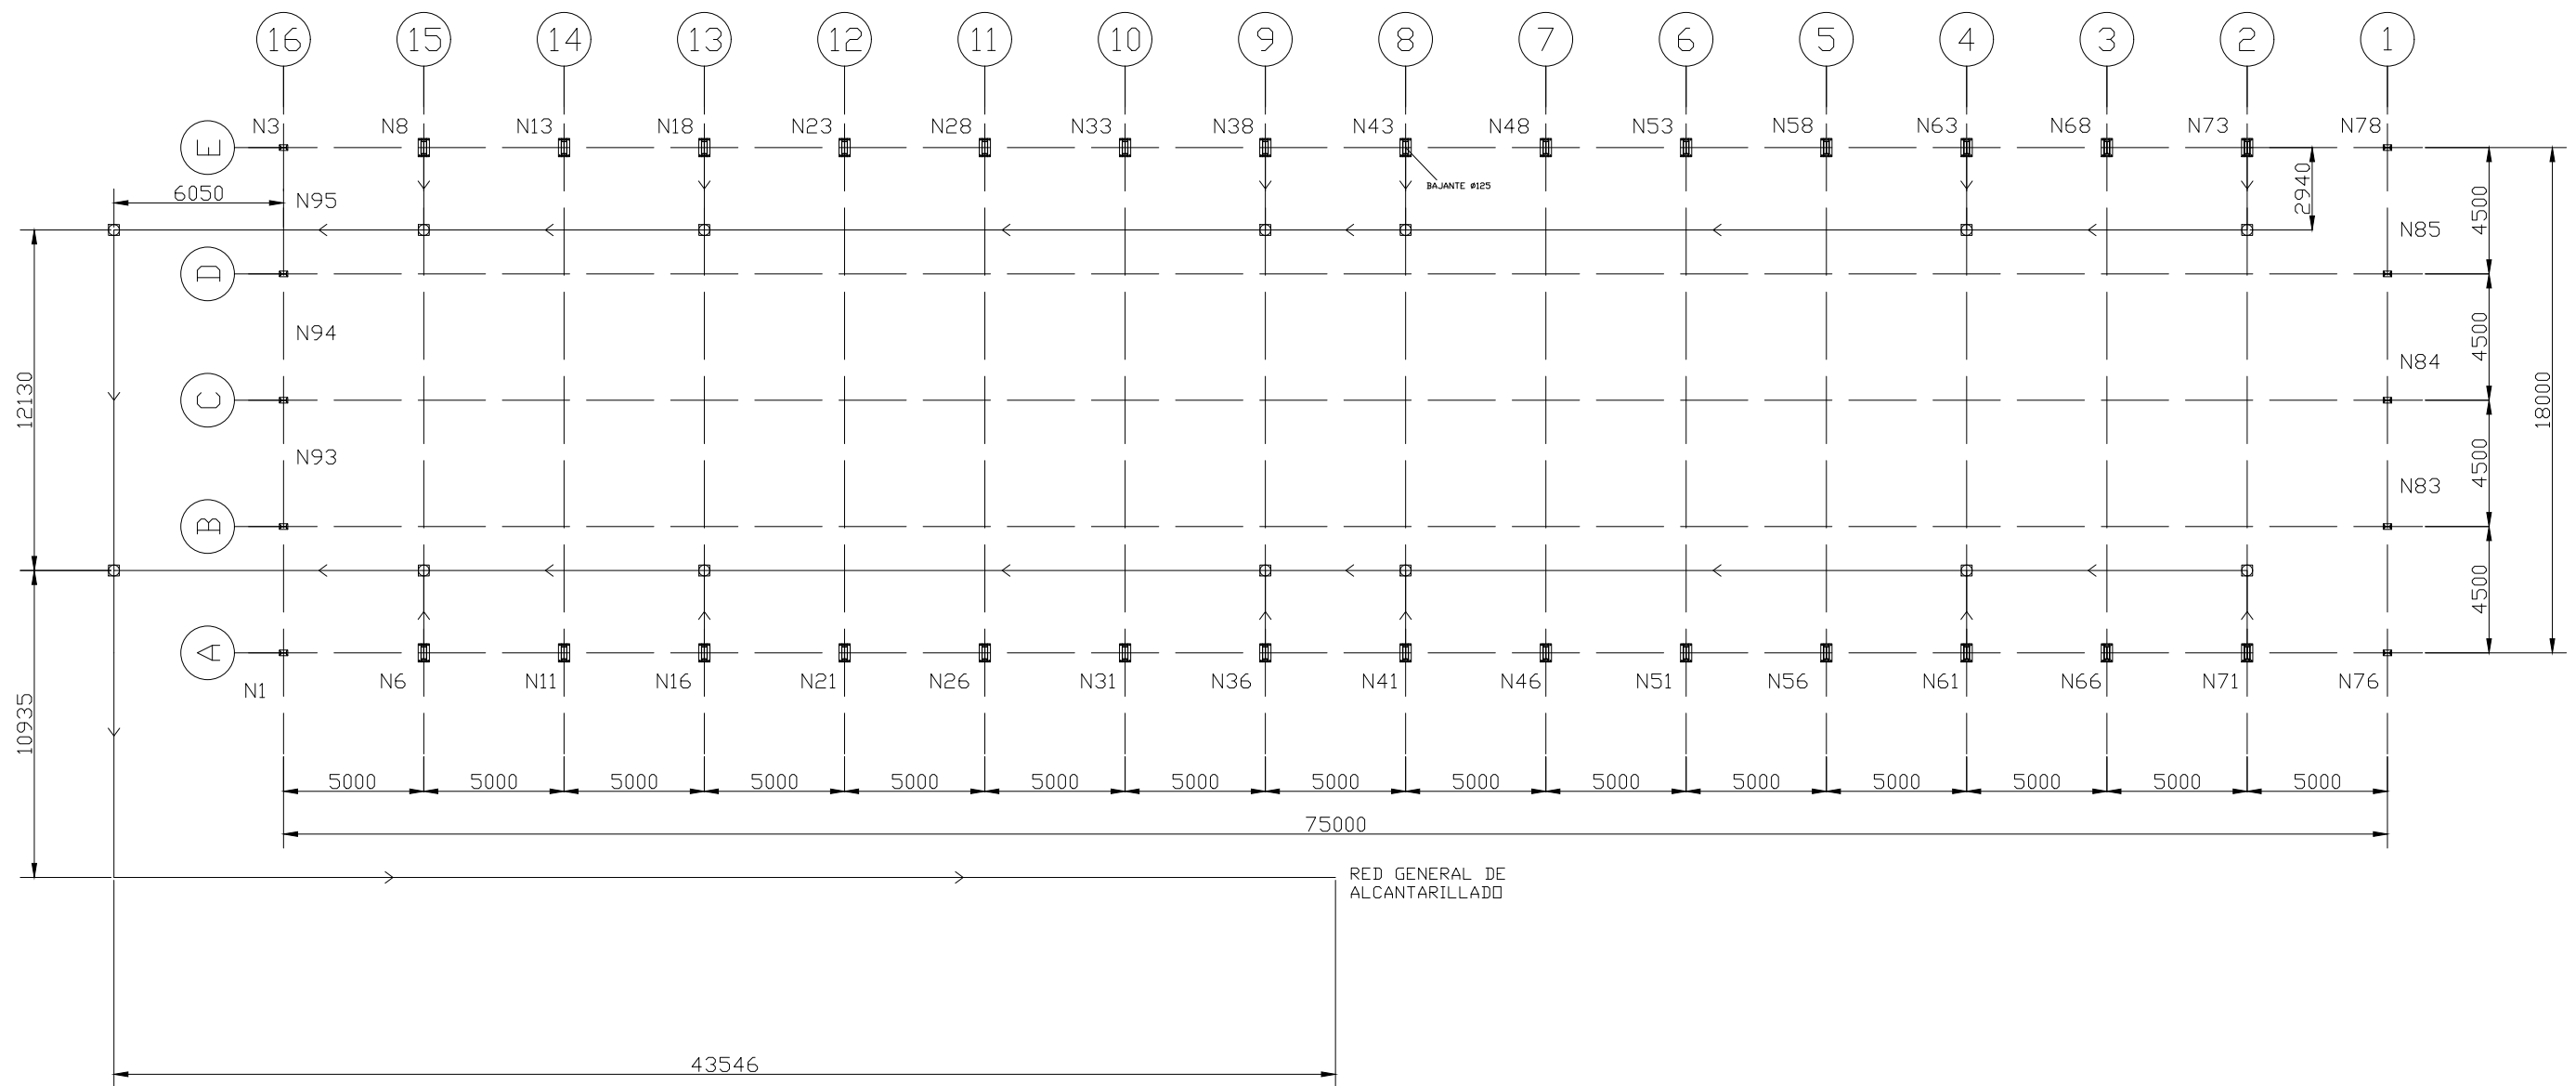 16 15 14 13 12 11 10 9 8 7 6 5 4 3 2 1
N3 N8 N13 N18 N23 N28 N33 N38 N43 N48 N53 N58 N63 N68 N73 N78
E
BAJANTE Ø125
6050
N95
2940
4500
N85
D
N94
4500
N84
12130
C
18000
N93
4500
N83
B
4500
A
N1 N6 N11 N16 N21 N26 N31 N36 N41 N46 N51 N56 N61 N66 N71 N76
10935
5000 5000 5000 5000 5000 5000 5000 5000 5000 5000 5000 5000 5000 5000 5000
75000
RED GENERAL DE
ALCANTARILLADO
43546